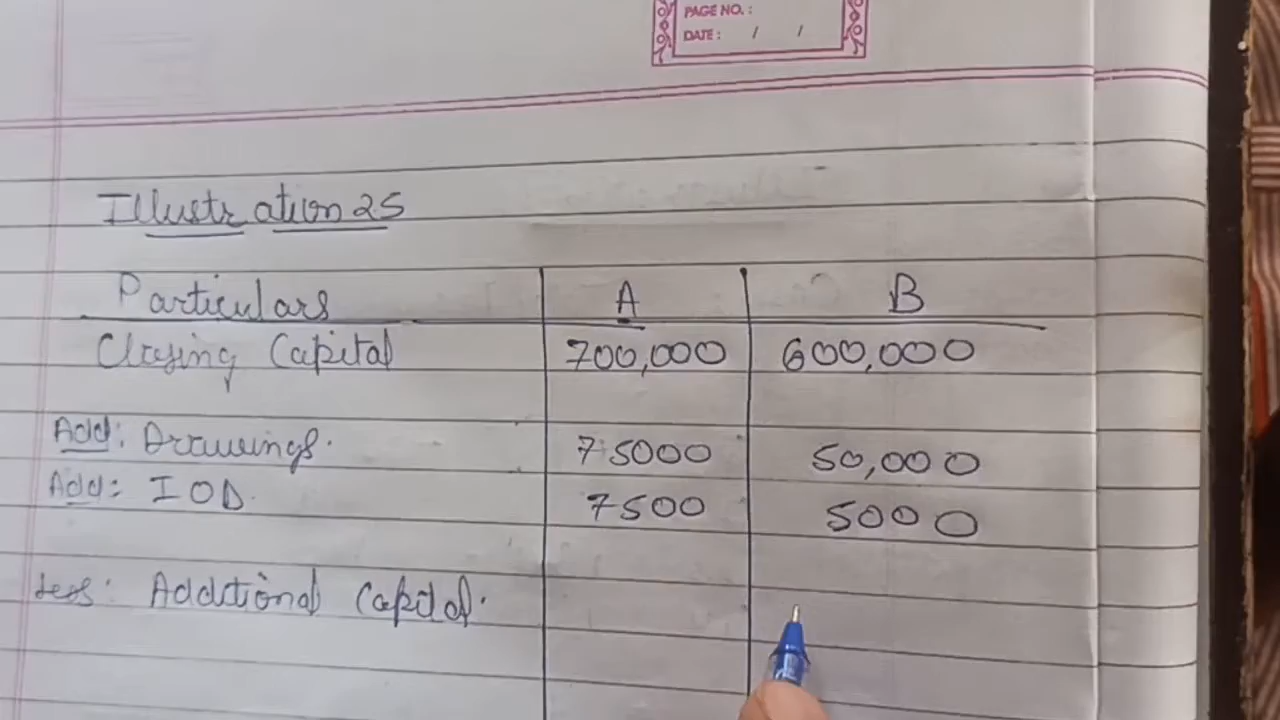 PAGE NO. :
DATE : / /
Illustration 25
Particulars A B
Closing Capital 700,000 600,000
Add: Drawings. 75000 50,000
Add: IOD. 7500 5000
Less: Additional Capital.